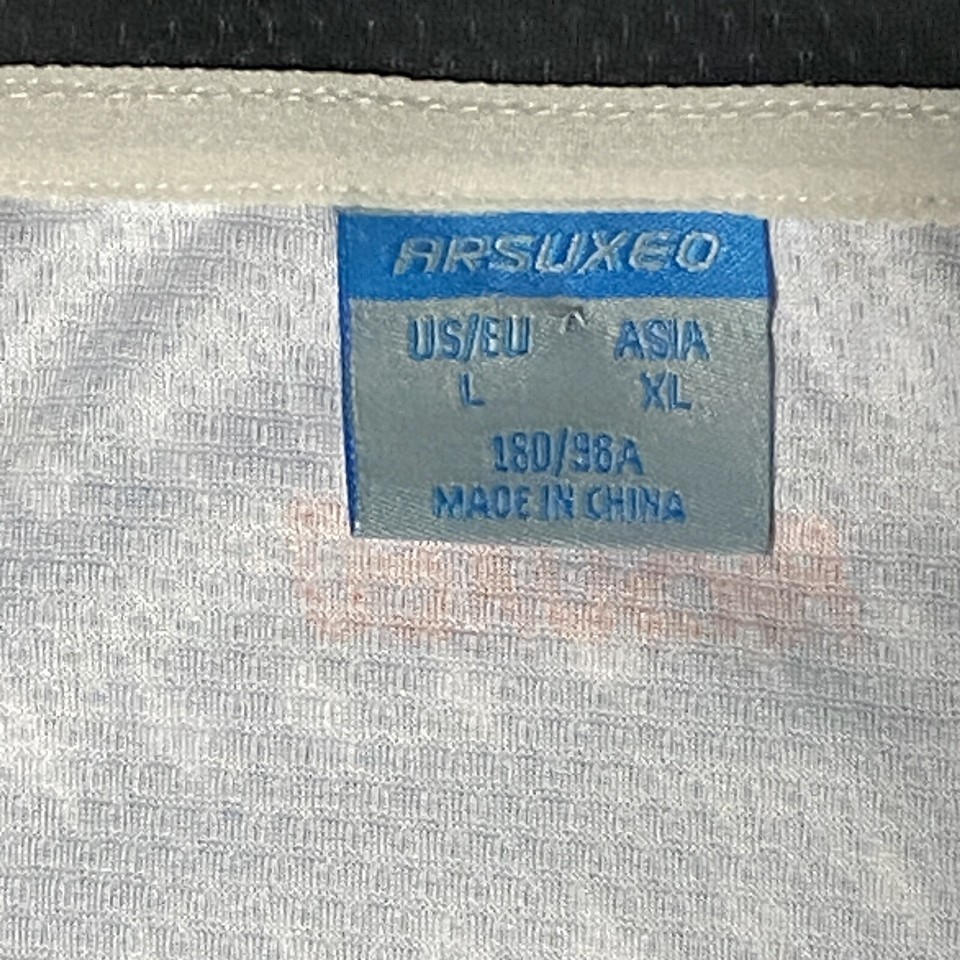 ARSUXEO
US/EU ASIA
L XL
180/96A
MADE IN CHINA